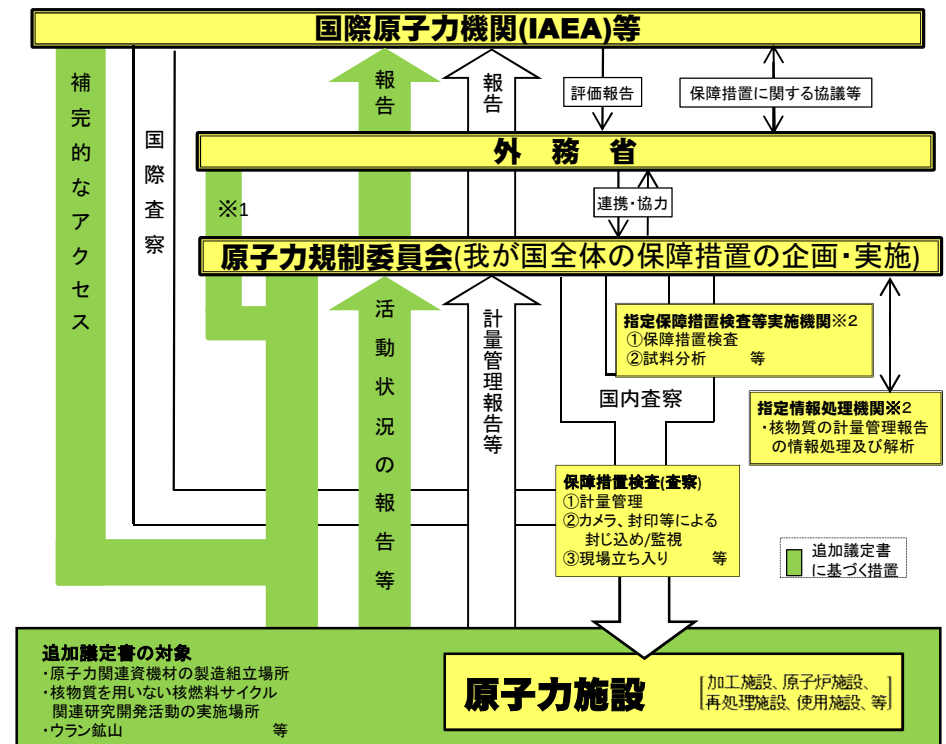 国際原子力機関(IAEA)等
補完的なアクセス
国際査察
報告
報告
評価報告
保障措置に関する協議等
外務省
※1
連携・協力
原子力規制委員会(我が国全体の保障措置の企画・実施)
活動状況の報告等
計量管理報告等
指定保障措置検査等実施機関※2
①保障措置検査
②試料分析 等
国内査察
指定情報処理機関※2
・核物質の計量管理報告
の情報処理及び解析
保障措置検査(査察)
①計量管理
②カメラ、封印等による
封じ込め/監視
③現場立ち入り 等
追加議定書
に基づく措置
追加議定書の対象
・原子力関連資機材の製造組立場所
・核物質を用いない核燃料サイクル
関連研究開発活動の実施場所
・ウラン鉱山 等
原子力施設
加工施設、原子炉施設、
再処理施設、使用施設、等